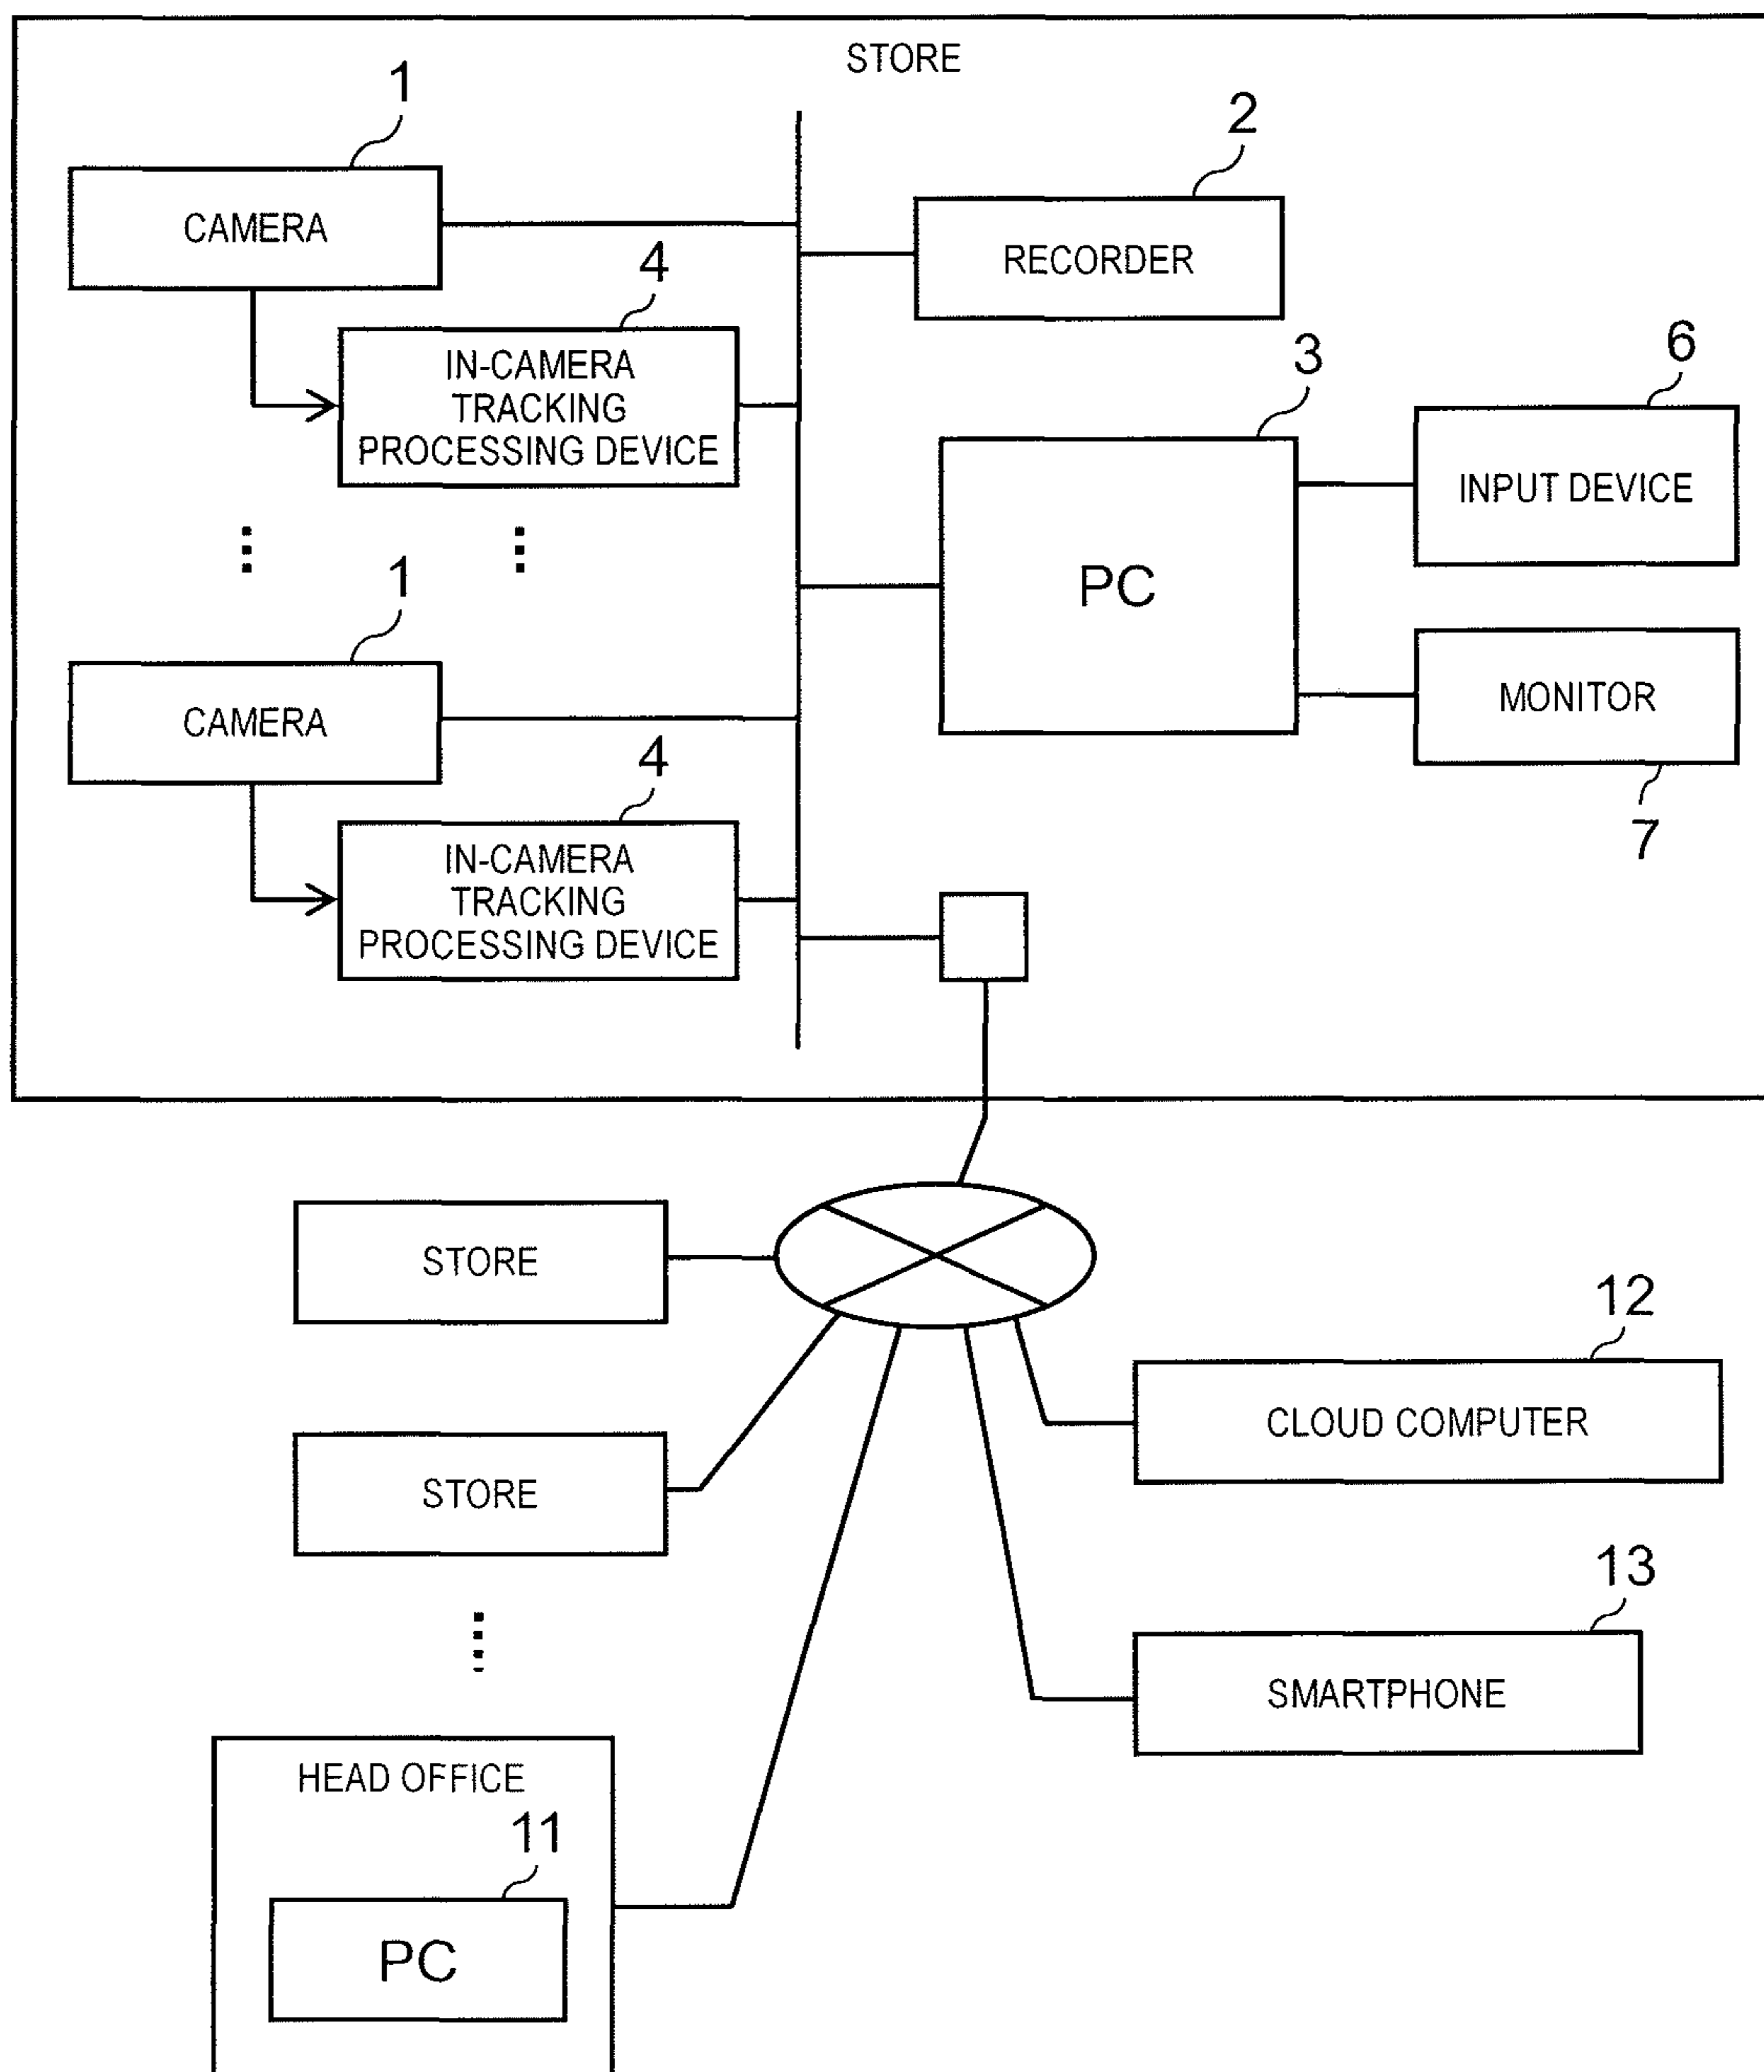 STORE
1
2
CAMERA
RECORDER
4
IN-CAMERA
TRACKING
PROCESSING DEVICE
3
6
INPUT DEVICE
PC
1
CAMERA
MONITOR
7
4
IN-CAMERA
TRACKING
PROCESSING DEVICE
STORE
12
CLOUD COMPUTER
STORE
13
SMARTPHONE
HEAD OFFICE
11
PC